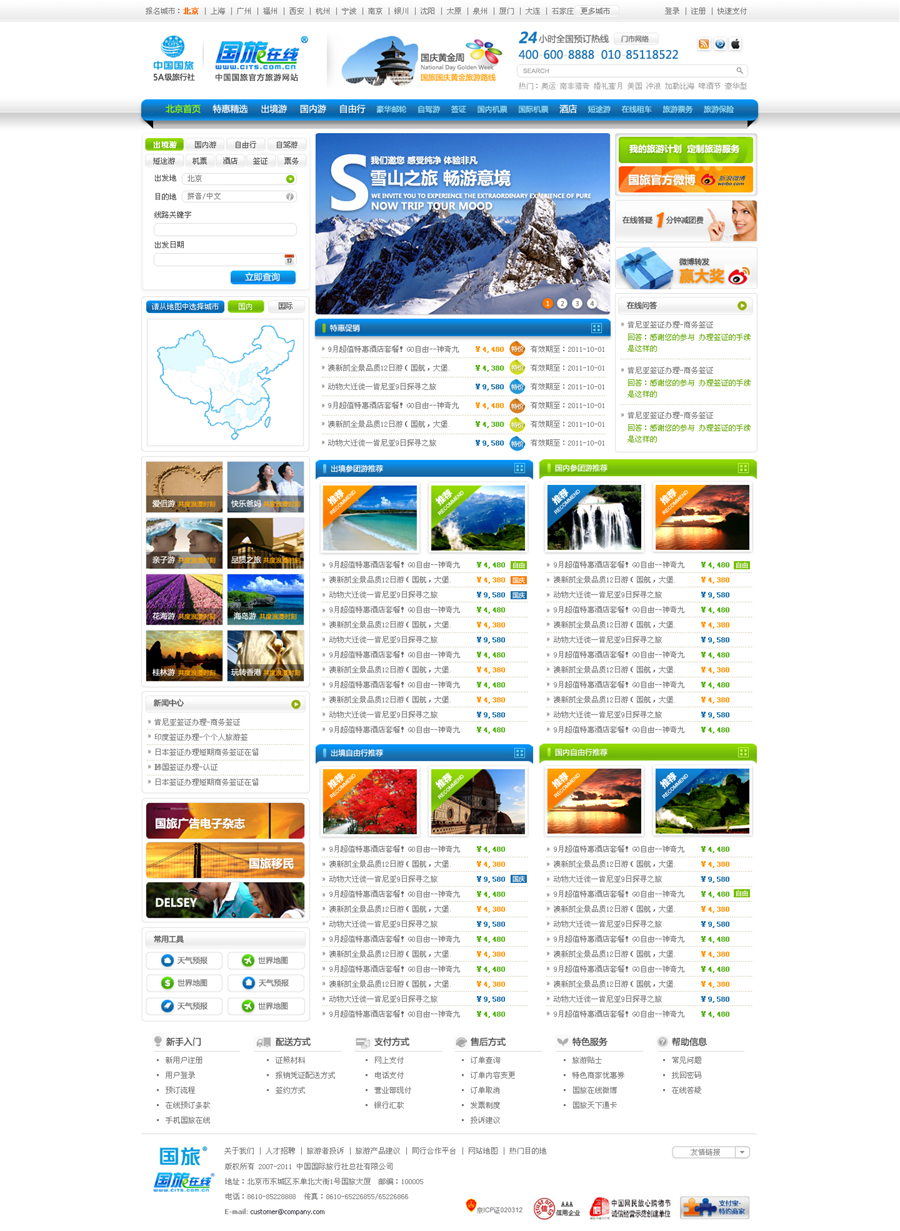 报名城市：北京 | 上海 | 广州 | 福州 | 西安 | 杭州 | 宁波 | 南京 | 银川 | 沈阳 | 太原 | 泉州 | 厦门 | 大连 | 石家庄 更多城市
登录 | 注册 | 快速支付
中国国旅
5A级旅行社
国旅在线
www.cits.com.cn
中国国旅官方旅游网站
国庆黄金周
National Day Golden Week
国旅国庆黄金旅游路线
24小时全国预订热线 门市网络
400 600 8888 010-85118522
SEARCH
热门：奥运 南非骚奇 婚礼蜜月 美国 冲浪 加勒比海 啤酒节 豪华型
北京首页 特惠精选 出境游 国内游 自由行 豪华邮轮 自驾游 签证 国内机票 国际机票 酒店 短途游 在线租车 旅游票务 旅游保险
出境游 国内游 自由行 自驾游
短途游 机票 酒店 签证 票务
出发地 北京
目的地 拼音/中文
线路关键字
出发日期
立即查询
我们邀您 感受纯净 体验非凡
雪山之旅 畅游意境
WE INVITE YOU TO EXPERIENCE THE EXTRAORDINARY EXPERIENCE OF PURE
SNOW TRIP TOUR MOOD
1 2 3 4
我的旅游计划 定制旅游服务
国旅官方微博 新浪微博
weibo.com
在线答疑 1分钟减团费
微博转发
赢大奖
请从地图中选择城市 国内 国际
特惠促销
9月超值特惠酒店套餐！GO自由--神奇九 ¥ 4,480 特价 有效期至：2011-10-01
澳新凯全景品质12日游（国航，大堡. ¥ 4,380 特价 有效期至：2011-10-01
动物大迁徙－肯尼亚9日探寻之旅 ¥ 9,580 特价 有效期至：2011-10-01
9月超值特惠酒店套餐！GO自由--神奇九 ¥ 4,480 特价 有效期至：2011-10-01
澳新凯全景品质12日游（国航，大堡. ¥ 4,380 特价 有效期至：2011-10-01
动物大迁徙－肯尼亚9日探寻之旅 ¥ 9,580 特价 有效期至：2011-10-01
在线问答
肯尼亚签证办理-商务签证
回答：感谢您的参与 办理签证的手续
是这样的
肯尼亚签证办理-商务签证
回答：感谢您的参与 办理签证的手续
是这样的
肯尼亚签证办理-商务签证
回答：感谢您的参与 办理签证的手续
是这样的
爱侣游 共度浪漫时刻
快乐爸妈 共度浪漫时刻
亲子游 共度浪漫时刻
品质之旅 共度浪漫时刻
花海游 共度浪漫时刻
海岛游 共度浪漫时刻
桂林游 共度浪漫时刻
玩转香港 共度浪漫时刻
新闻中心
肯尼亚签证办理-商务签证
印度签证办理-个个人旅游签
日本签证办理短期商务签证在留
韩国签证办理-认证
日本签证办理短期商务签证在留
国旅广告电子杂志
国旅移民
DELSEY
常用工具
天气预报 世界地图
世界地图 天气预报
天气预报 世界地图
出境参团游推荐
推荐 RECOMMEND 推荐 RECOMMEND
9月超值特惠酒店套餐！GO自由--神奇九 ¥ 4,480 自由
澳新凯全景品质12日游（国航，大堡. ¥ 4,380 国庆
动物大迁徙－肯尼亚9日探寻之旅 ¥ 9,580 国庆
9月超值特惠酒店套餐！GO自由--神奇九 ¥ 4,480
澳新凯全景品质12日游（国航，大堡. ¥ 4,380
动物大迁徙－肯尼亚9日探寻之旅 ¥ 9,580
9月超值特惠酒店套餐！GO自由--神奇九 ¥ 4,480
澳新凯全景品质12日游（国航，大堡. ¥ 4,380
9月超值特惠酒店套餐！GO自由--神奇九 ¥ 4,480
澳新凯全景品质12日游（国航，大堡. ¥ 4,380
动物大迁徙－肯尼亚9日探寻之旅 ¥ 9,580
9月超值特惠酒店套餐！GO自由--神奇九 ¥ 4,480
国内参团游推荐
推荐 RECOMMEND 推荐 RECOMMEND
9月超值特惠酒店套餐！GO自由--神奇九 ¥ 4,480 自由
澳新凯全景品质12日游（国航，大堡. ¥ 4,380
动物大迁徙－肯尼亚9日探寻之旅 ¥ 9,580
9月超值特惠酒店套餐！GO自由--神奇九 ¥ 4,480
澳新凯全景品质12日游（国航，大堡. ¥ 4,380
动物大迁徙－肯尼亚9日探寻之旅 ¥ 9,580
9月超值特惠酒店套餐！GO自由--神奇九 ¥ 4,480
澳新凯全景品质12日游（国航，大堡. ¥ 4,380
9月超值特惠酒店套餐！GO自由--神奇九 ¥ 4,480
澳新凯全景品质12日游（国航，大堡. ¥ 4,380
动物大迁徙－肯尼亚9日探寻之旅 ¥ 9,580
9月超值特惠酒店套餐！GO自由--神奇九 ¥ 4,480
出境自由行推荐
推荐 RECOMMEND 推荐 RECOMMEND
9月超值特惠酒店套餐！GO自由--神奇九 ¥ 4,480
澳新凯全景品质12日游（国航，大堡. ¥ 4,380
动物大迁徙－肯尼亚9日探寻之旅 ¥ 9,580 国庆
9月超值特惠酒店套餐！GO自由--神奇九 ¥ 4,480
澳新凯全景品质12日游（国航，大堡. ¥ 4,380
动物大迁徙－肯尼亚9日探寻之旅 ¥ 9,580
9月超值特惠酒店套餐！GO自由--神奇九 ¥ 4,480
澳新凯全景品质12日游（国航，大堡. ¥ 4,380
9月超值特惠酒店套餐！GO自由--神奇九 ¥ 4,480
澳新凯全景品质12日游（国航，大堡. ¥ 4,380
动物大迁徙－肯尼亚9日探寻之旅 ¥ 9,580
9月超值特惠酒店套餐！GO自由--神奇九 ¥ 4,480
国内自由行推荐
推荐 RECOMMEND 推荐 RECOMMEND
9月超值特惠酒店套餐！GO自由--神奇九 ¥ 4,480
澳新凯全景品质12日游（国航，大堡. ¥ 4,380
动物大迁徙－肯尼亚9日探寻之旅 ¥ 9,580
9月超值特惠酒店套餐！GO自由--神奇九 ¥ 4,480 自由
澳新凯全景品质12日游（国航，大堡. ¥ 4,380
动物大迁徙－肯尼亚9日探寻之旅 ¥ 9,580
9月超值特惠酒店套餐！GO自由--神奇九 ¥ 4,480
澳新凯全景品质12日游（国航，大堡. ¥ 4,380
9月超值特惠酒店套餐！GO自由--神奇九 ¥ 4,480
澳新凯全景品质12日游（国航，大堡. ¥ 4,380
动物大迁徙－肯尼亚9日探寻之旅 ¥ 9,580
9月超值特惠酒店套餐！GO自由--神奇九 ¥ 4,480
新手入门
新用户注册
用户登录
预订流程
在线预订条款
手机国旅在线
配送方式
证照材料
报销凭证配送方式
签约方式
支付方式
网上支付
电话支付
营业部现付
银行汇款
售后方式
订单查询
订单内容变更
订单取消
发票制度
投诉建议
特色服务
旅游贴士
特色商家优惠券
国旅在线微博
国旅天下通卡
帮助信息
常见问题
找回密码
在线答疑
国旅
国旅在线
www.cits.com.cn
关于我们 | 人才招聘 | 旅游者投诉 | 旅游产品建议 | 同行合作平台 | 网站地图 | 热门目的地
友情链接
版权所有 2007-2011 中国国际旅行社总社有限公司
地址：北京市东城区东单北大街1号国旅大厦 邮编：100005
电话：8610-85228888 传真：8610-65226855/65226866
E-mail: customer@company.com
京ICP证020312
AAA
信用企业
中国网民放心购物节
诚信经营示范创建单位
支付宝-
特约商家